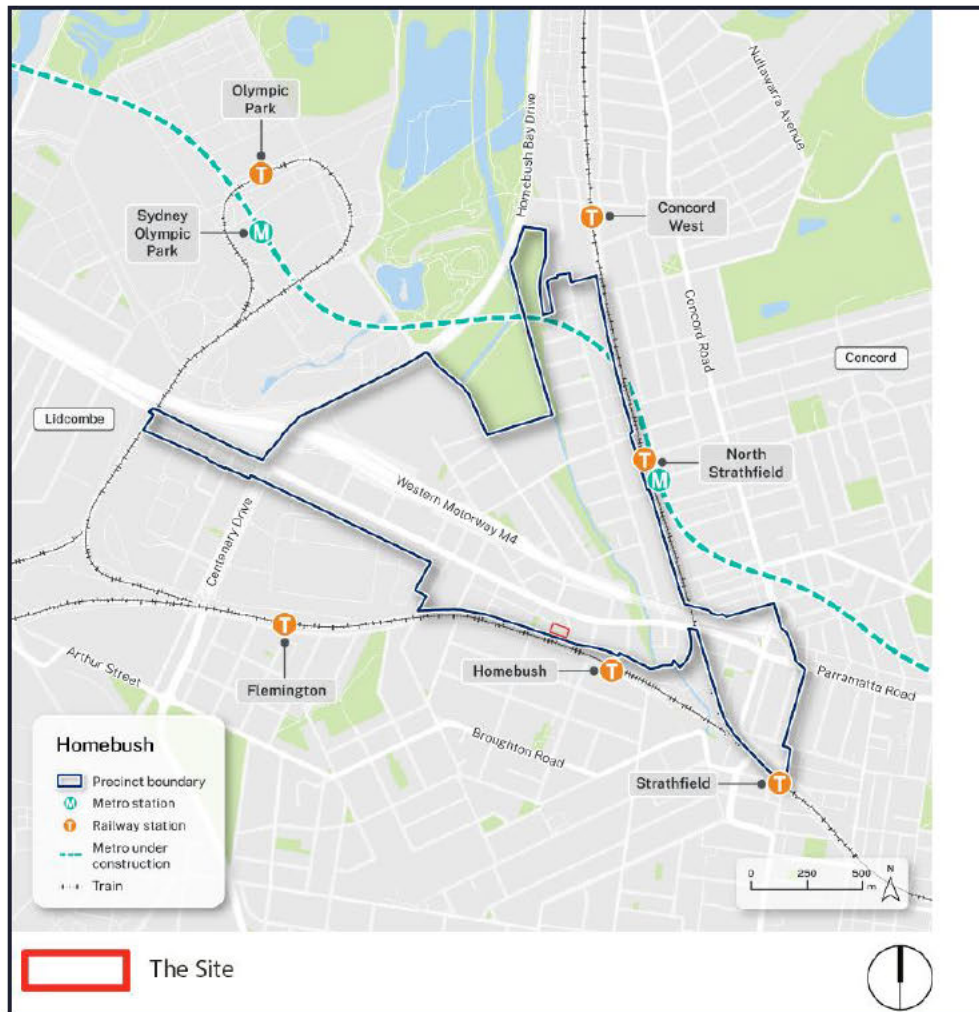 Olympic
Park
Sydney
Olympic
Park
Homebush Bay Drive
Nullawarra Avenue
Concord
West
Concord Road
Concord
Lidcombe
North
Strathfield
Western Motorway M4
Centenary Drive
Arthur Street
Flemington
Homebush
Broughton Road
Parramatta Road
Strathfield
T
M
T
T
M
T
T
T
Homebush
Precinct boundary
M Metro station
T Railway station
Metro under
construction
Train
0 250 500
m
N
The Site